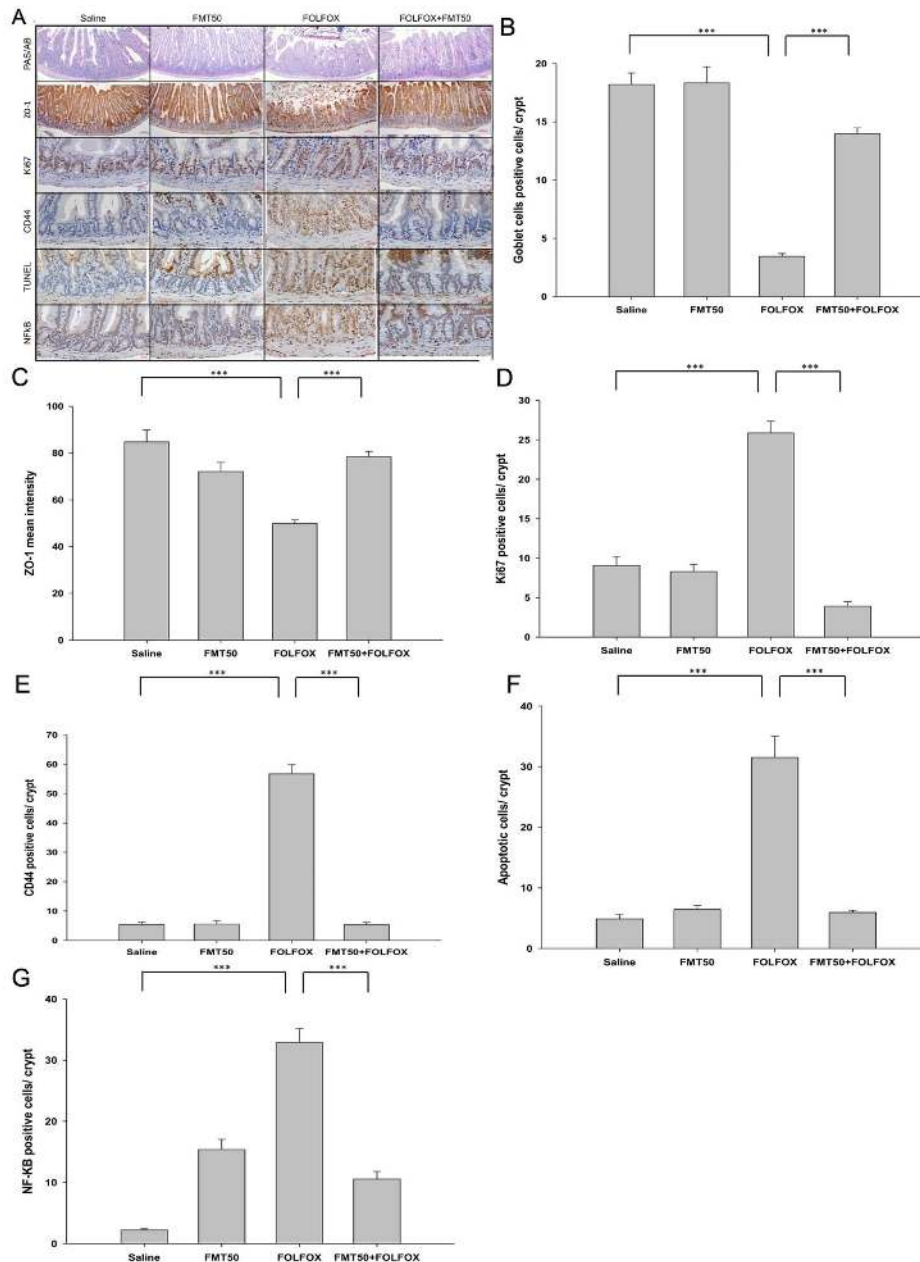 A
Saline FMT50 FOLFOX FOLFOX+FMT50
PAS/AB
ZO-1
Ki67
CD44
TUNEL
NFkB
B
*** ***
Goblet cells positive cells/ crypt
20
15
10
5
0
Saline FMT50 FOLFOX FMT50+FOLFOX
C
*** ***
ZO-1 mean intensity
100
80
60
40
20
0
Saline FMT50 FOLFOX FMT50+FOLFOX
D
*** ***
Ki67 positive cells/ crypt
30
25
20
15
10
5
0
Saline FMT50 FOLFOX FMT50+FOLFOX
E
*** ***
CD44 positive cells/ crypt
70
60
50
40
30
20
10
0
Saline FMT50 FOLFOX FMT50+FOLFOX
F
*** ***
Apoptotic cells/ crypt
40
30
20
10
0
Saline FMT50 FOLFOX FMT50+FOLFOX
G
*** ***
NF-KB positive cells/ crypt
40
30
20
10
0
Saline FMT50 FOLFOX FMT50+FOLFOX